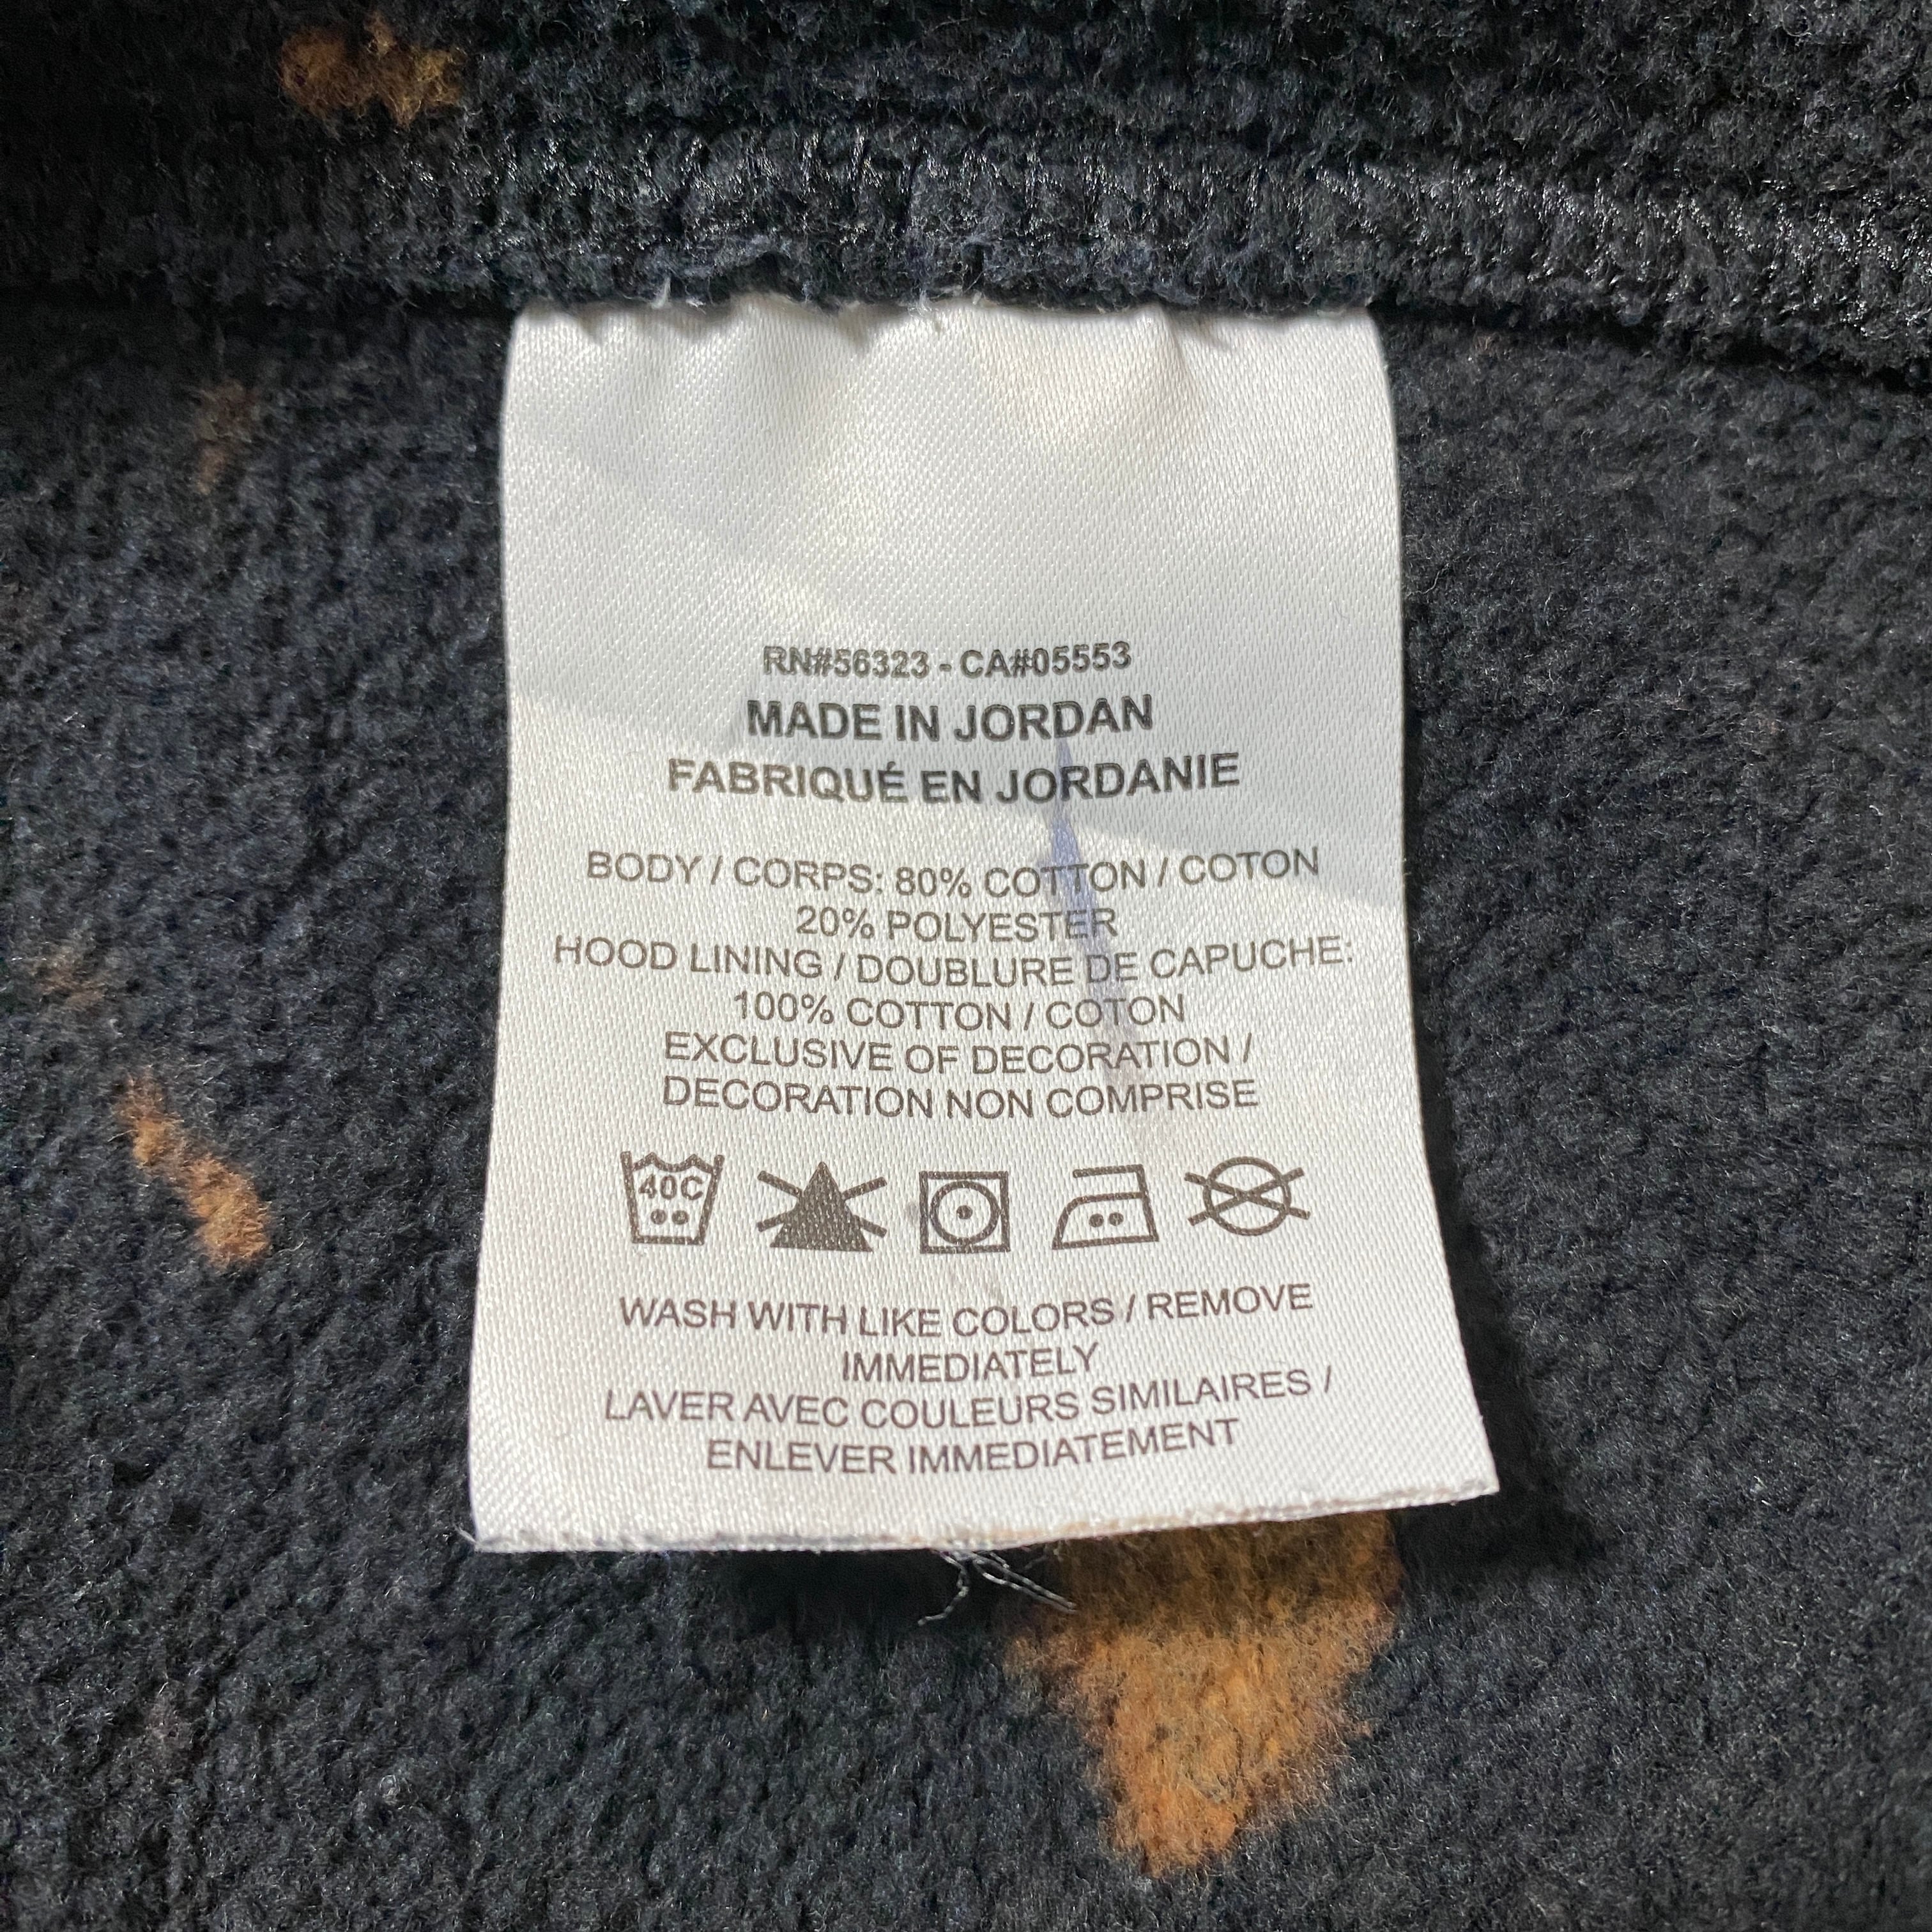 RN#56323 - CA#05553
MADE IN JORDAN
FABRIQUÉ EN JORDANIE
BODY / CORPS: 80% COTTON / COTON
20% POLYESTER
HOOD LINING / DOUBLURE DE CAPUCHE:
100% COTTON / COTON
EXCLUSIVE OF DECORATION /
DECORATION NON COMPRISE
40C
WASH WITH LIKE COLORS / REMOVE
IMMEDIATELY
LAVER AVEC COULEURS SIMILAIRES /
ENLEVER IMMEDIATEMENT